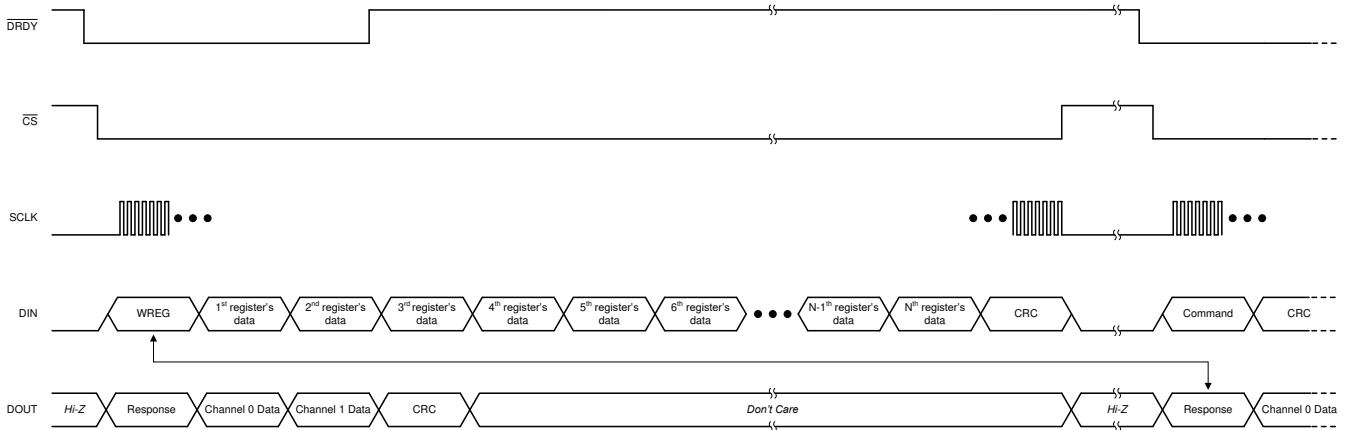 DRDY
CS
SCLK
DIN
WREG
1st register's
data
2nd register's
data
3rd register's
data
4th register's
data
5th register's
data
6th register's
data
N-1th register's
data
Nth register's
data
CRC
Command
CRC
DOUT
Hi-Z
Response
Channel 0 Data
Channel 1 Data
CRC
Don't Care
Hi-Z
Response
Channel 0 Data